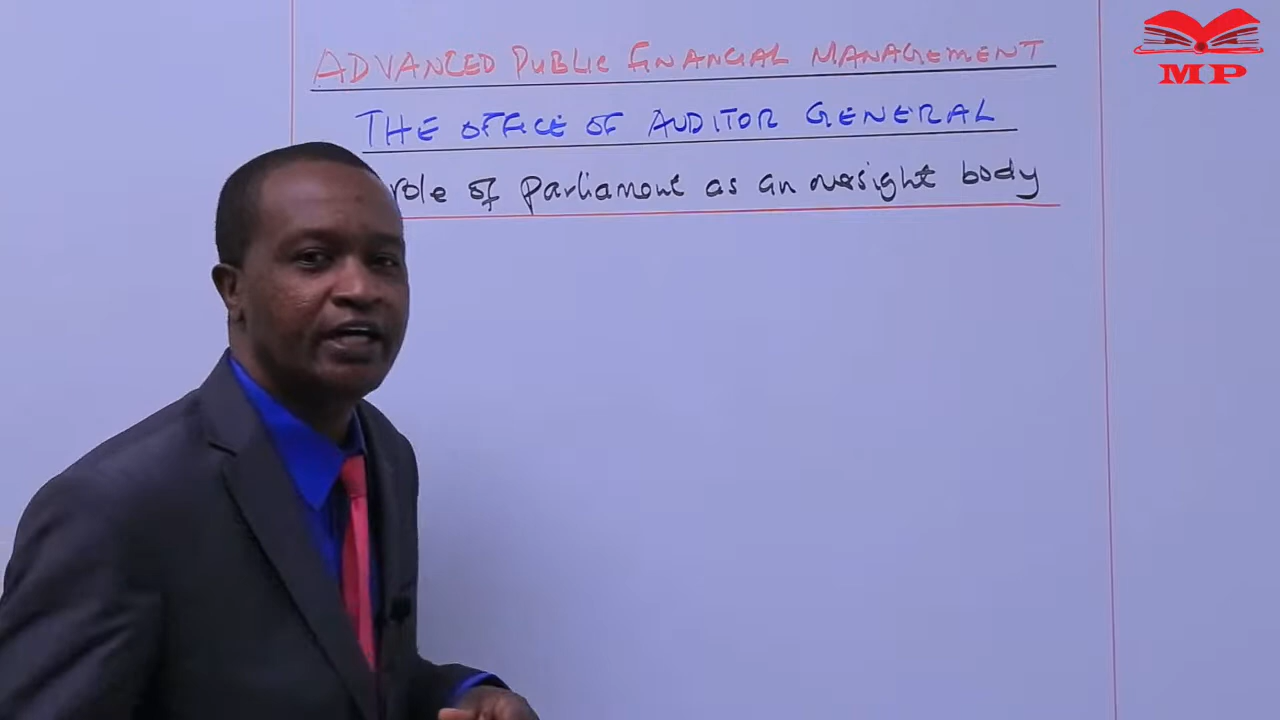 MP
ADVANCED PUBLIC FINANCIAL MANAGEMENT
THE OFFICE OF AUDITOR GENERAL
role of parliament as an oversight body